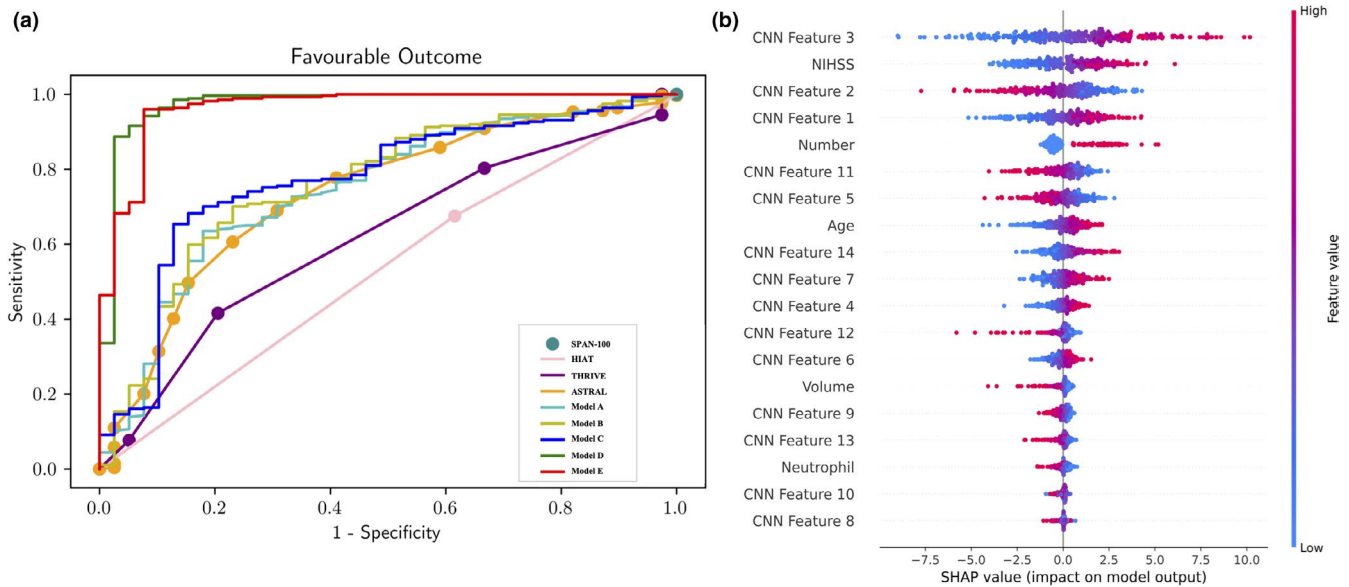 (a)
Favourable Outcome
1.0
0.8
0.6
0.4
0.2
0.0
Sensitivity
0.0 0.2 0.4 0.6 0.8 1.0
1 - Specificity
SPAN-100
HIAT
THRIVE
ASTRAL
Model A
Model B
Model C
Model D
Model E
(b)
CNN Feature 3
NIHSS
CNN Feature 2
CNN Feature 1
Number
CNN Feature 11
CNN Feature 5
Age
CNN Feature 14
CNN Feature 7
CNN Feature 4
CNN Feature 12
CNN Feature 6
Volume
CNN Feature 9
CNN Feature 13
Neutrophil
CNN Feature 10
CNN Feature 8
−7.5 −5.0 −2.5 0.0 2.5 5.0 7.5 10.0
SHAP value (impact on model output)
High
Feature value
Low